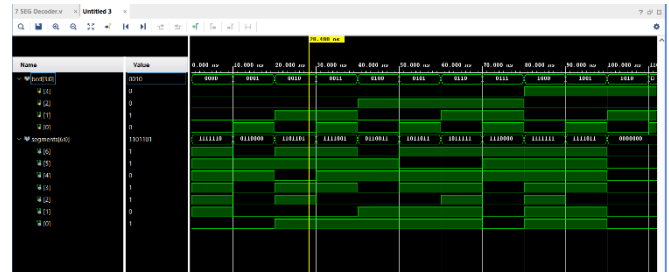 7 SEG Decoder.v × Untitled 3 ×
28.480 ns
Name Value 0.000 ns 10.000 ns 20.000 ns 30.000 ns 40.000 ns 50.000 ns 60.000 ns 70.000 ns 80.000 ns 90.000 ns 100.000 ns
bcd[3:0] 0010 0000 0001 0010 0011 0100 0101 0110 0111 1000 1001 1010
0
[2] 0
[1] 1
[0] 0
segments[6:0] 1101101 1111110 0110000 1101101 1111001 0110011 1011011 1011111 1110000 1111111 0000000
[6] 1
[5] 1
[4] 0
[3] 1
[2] 1
[1] 0
[0] 1